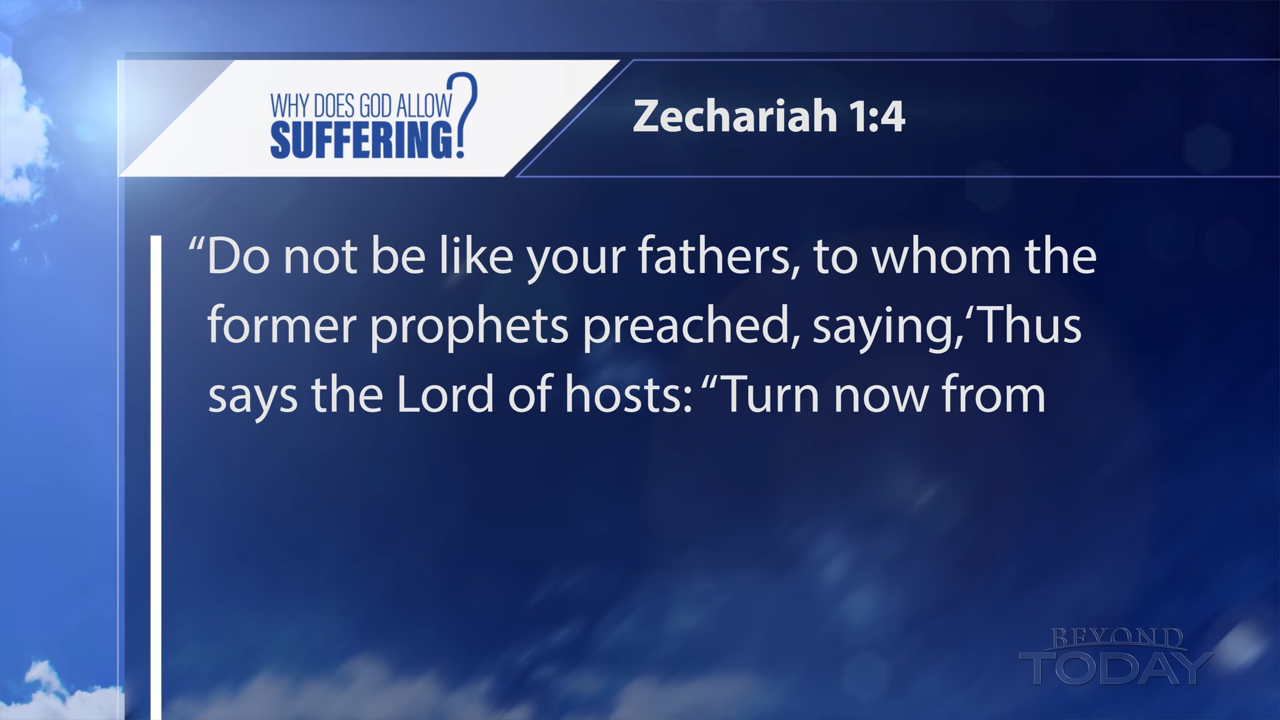 WHY DOES GOD ALLOW
SUFFERING?
Zechariah 1:4
“Do not be like your fathers, to whom the
former prophets preached, saying,‘Thus
says the Lord of hosts: “Turn now from
BEYOND
TODAY